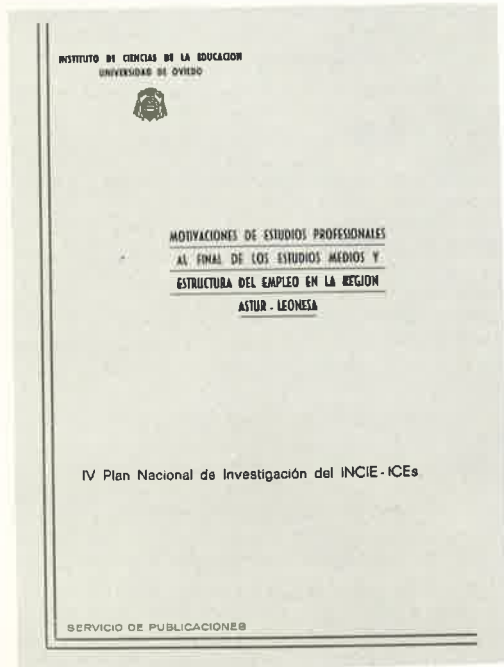 INSTITUTO DE CIENCIAS DE LA EDUCACION
UNIVERSIDAD DE OVIEDO
MOTIVACIONES DE ESTUDIOS PROFESIONALES
AL FINAL DE LOS ESTUDIOS MEDIOS Y
ESTRUCTURA DEL EMPLEO EN LA REGION
ASTUR - LEONESA
IV Plan Nacional de Investigación del INCIE-ICEs
SERVICIO DE PUBLICACIONES